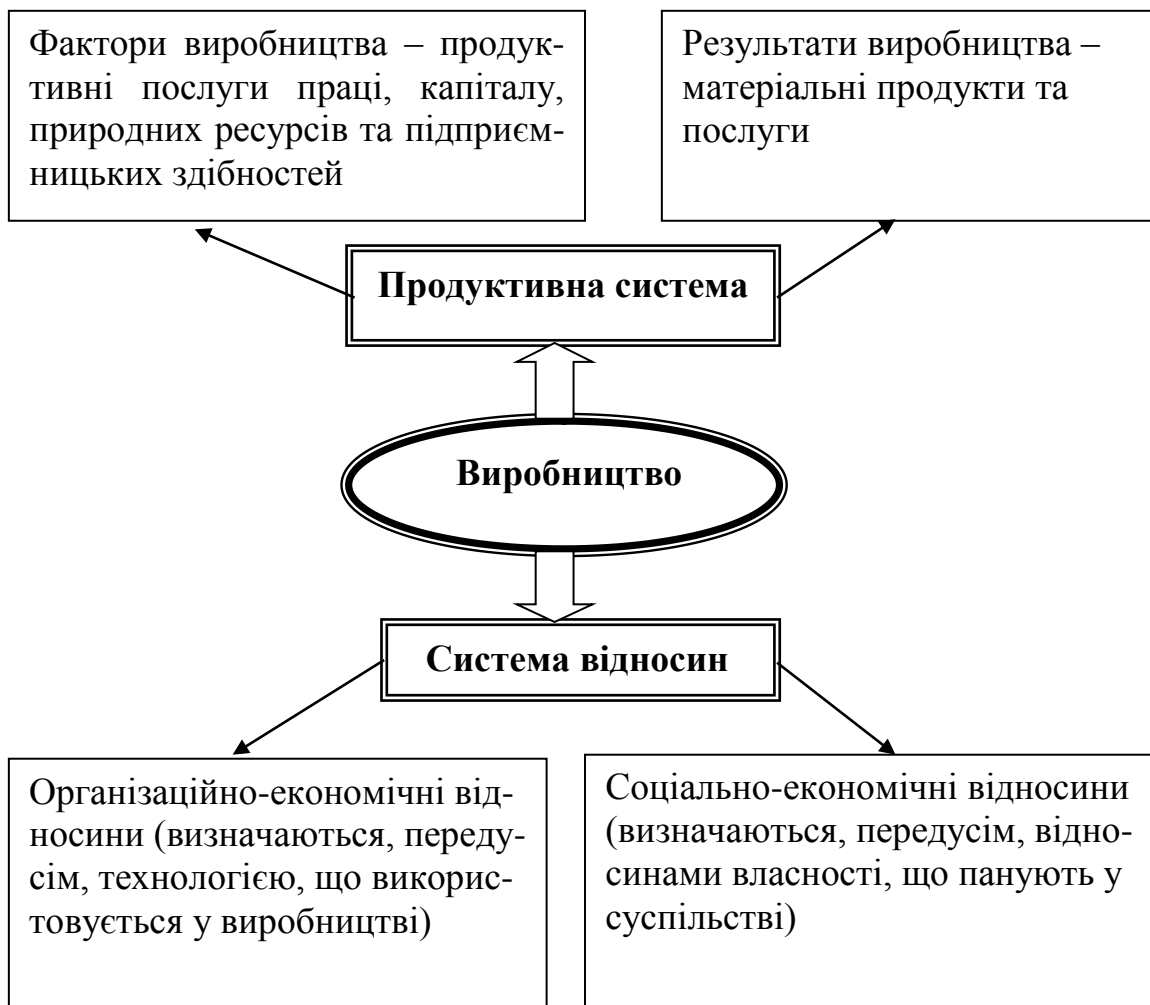 Фактори виробництва – продук-
тивні послуги праці, капіталу,
природних ресурсів та підприєм-
ницьких здібностей
Результати виробництва –
матеріальні продукти та
послуги
Продуктивна система
Виробництво
Система відносин
Організаційно-економічні від-
носини (визначаються, переду-
сім, технологією, що викорис-
товується у виробництві)
Соціально-економічні відносини
(визначаються, передусім, відно-
синами власності, що панують у
суспільстві)